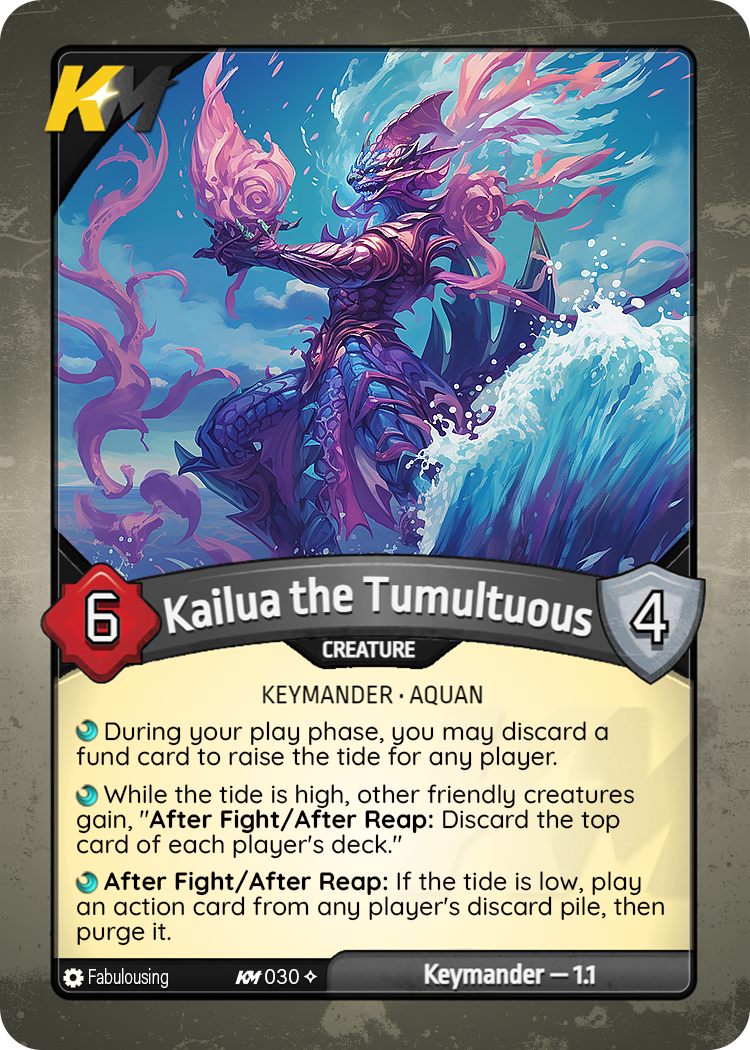 KM
6
Kailua the Tumultuous
4
CREATURE
KEYMANDER • AQUAN
During your play phase, you may discard a
fund card to raise the tide for any player.
While the tide is high, other friendly creatures
gain, "After Fight/After Reap: Discard the top
card of each player's deck."
After Fight/After Reap: If the tide is low, play
an action card from any player's discard pile, then
purge it.
Fabulousing
KM 030
Keymander – 1.1